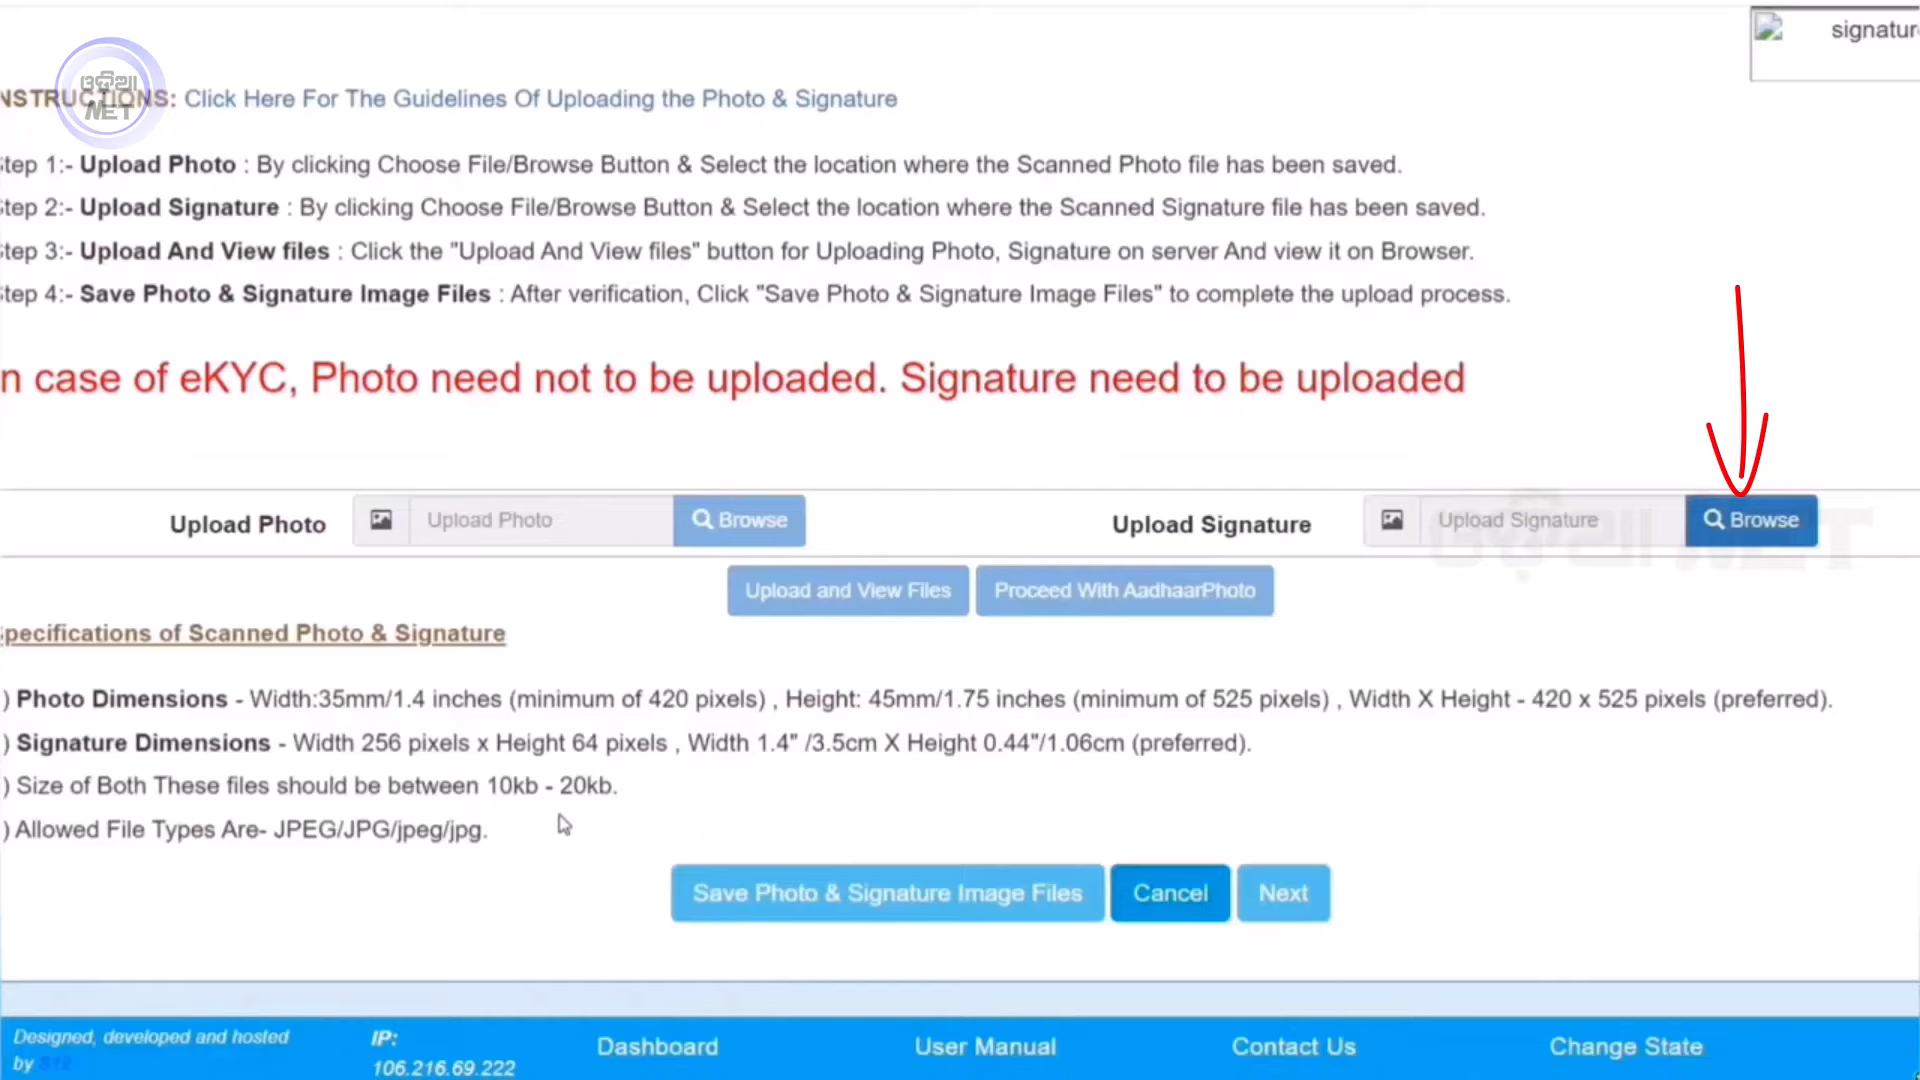 signatur
ଓଡ଼ିଆ
NET
NSTRUCTIONS: Click Here For The Guidelines Of Uploading the Photo & Signature
tep 1:- Upload Photo : By clicking Choose File/Browse Button & Select the location where the Scanned Photo file has been saved.
tep 2:- Upload Signature : By clicking Choose File/Browse Button & Select the location where the Scanned Signature file has been saved.
tep 3:- Upload And View files : Click the "Upload And View files" button for Uploading Photo, Signature on server And view it on Browser.
tep 4:- Save Photo & Signature Image Files : After verification, Click "Save Photo & Signature Image Files" to complete the upload process.
n case of eKYC, Photo need not to be uploaded. Signature need to be uploaded
Upload Photo Upload Photo Browse Upload Signature Upload Signature Browse
ଓଡ଼ିଆ NET
Upload and View Files Proceed With AadhaarPhoto
pecifications of Scanned Photo & Signature
) Photo Dimensions - Width:35mm/1.4 inches (minimum of 420 pixels) , Height: 45mm/1.75 inches (minimum of 525 pixels) , Width X Height - 420 x 525 pixels (preferred).
) Signature Dimensions - Width 256 pixels x Height 64 pixels , Width 1.4" /3.5cm X Height 0.44"/1.06cm (preferred).
) Size of Both These files should be between 10kb - 20kb.
) Allowed File Types Are- JPEG/JPG/jpeg/jpg.
Save Photo & Signature Image Files Cancel Next
Designed, developed and hosted
by
IP:
106.216.69.222
Dashboard User Manual Contact Us Change State